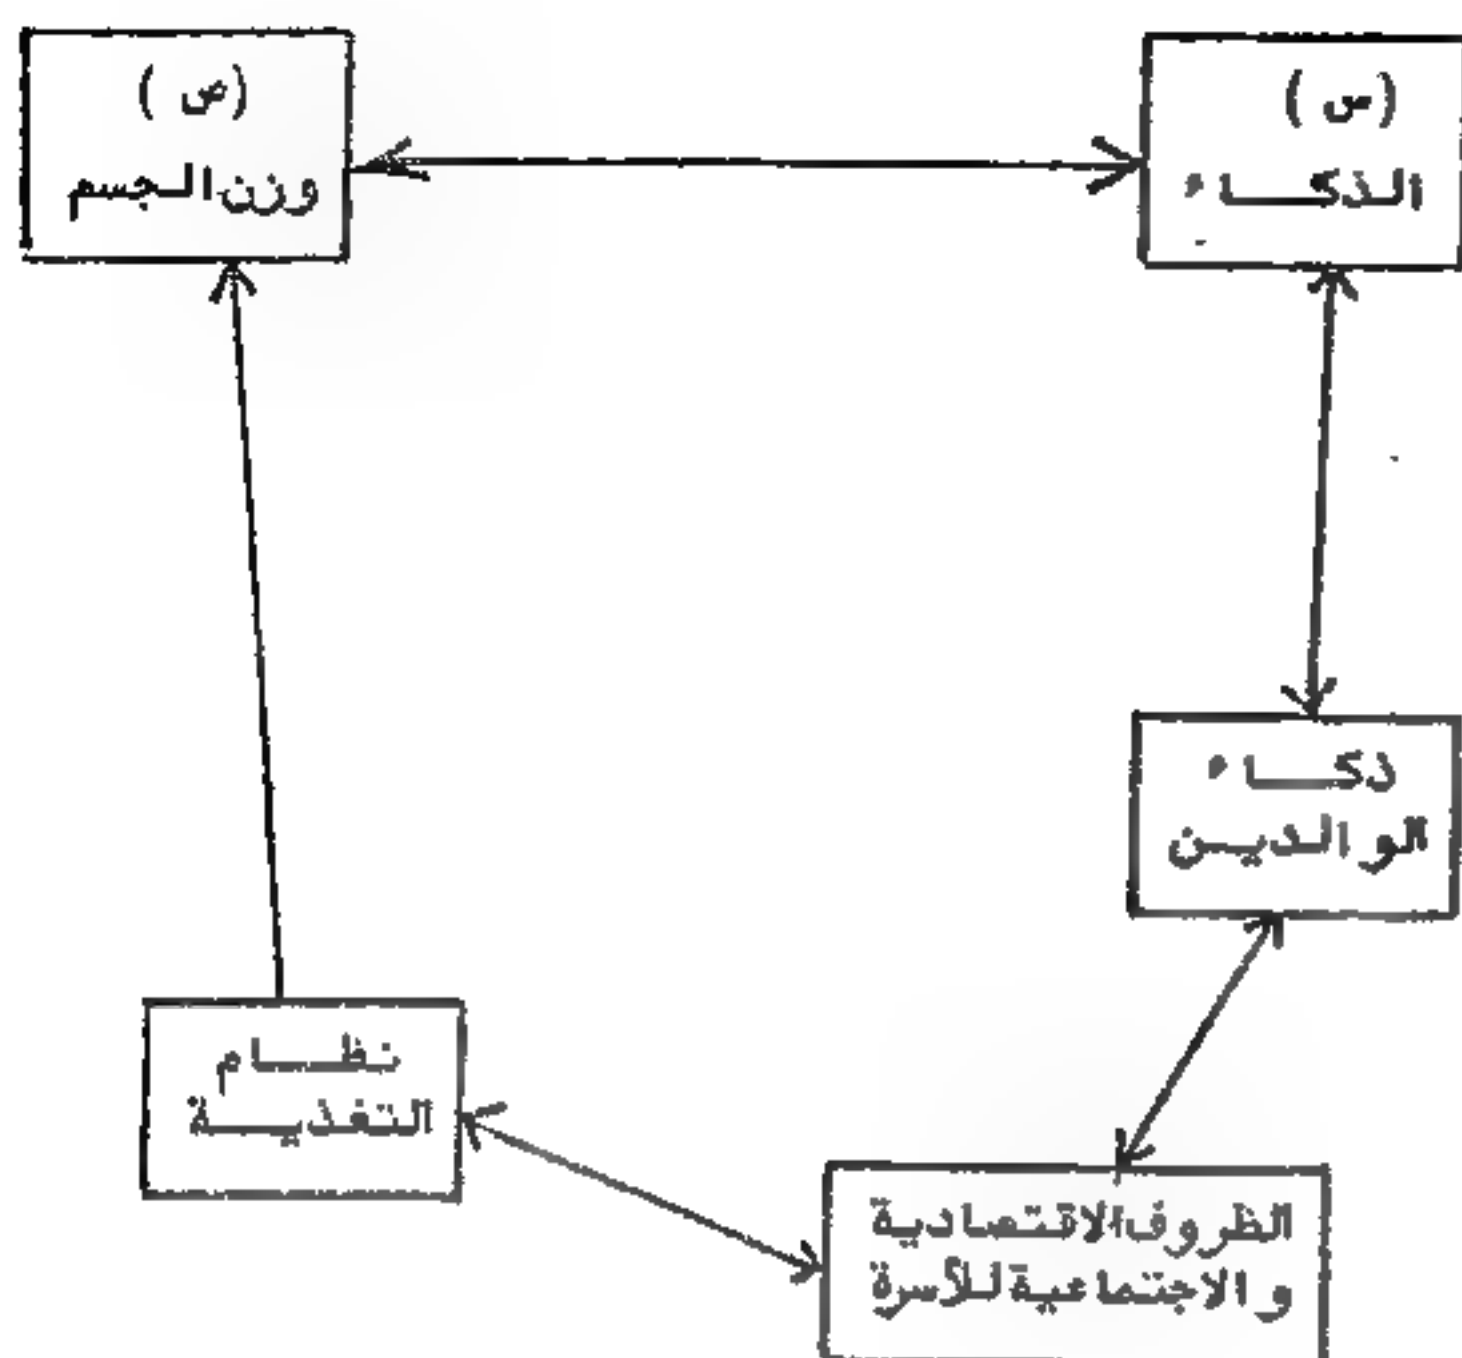 (س)
الذكاء
(ص)
وزن الجسم
ذكاء
الوالدين
نظام
التغذية
الظروف الاقتصادية
والاجتماعية للأسرة